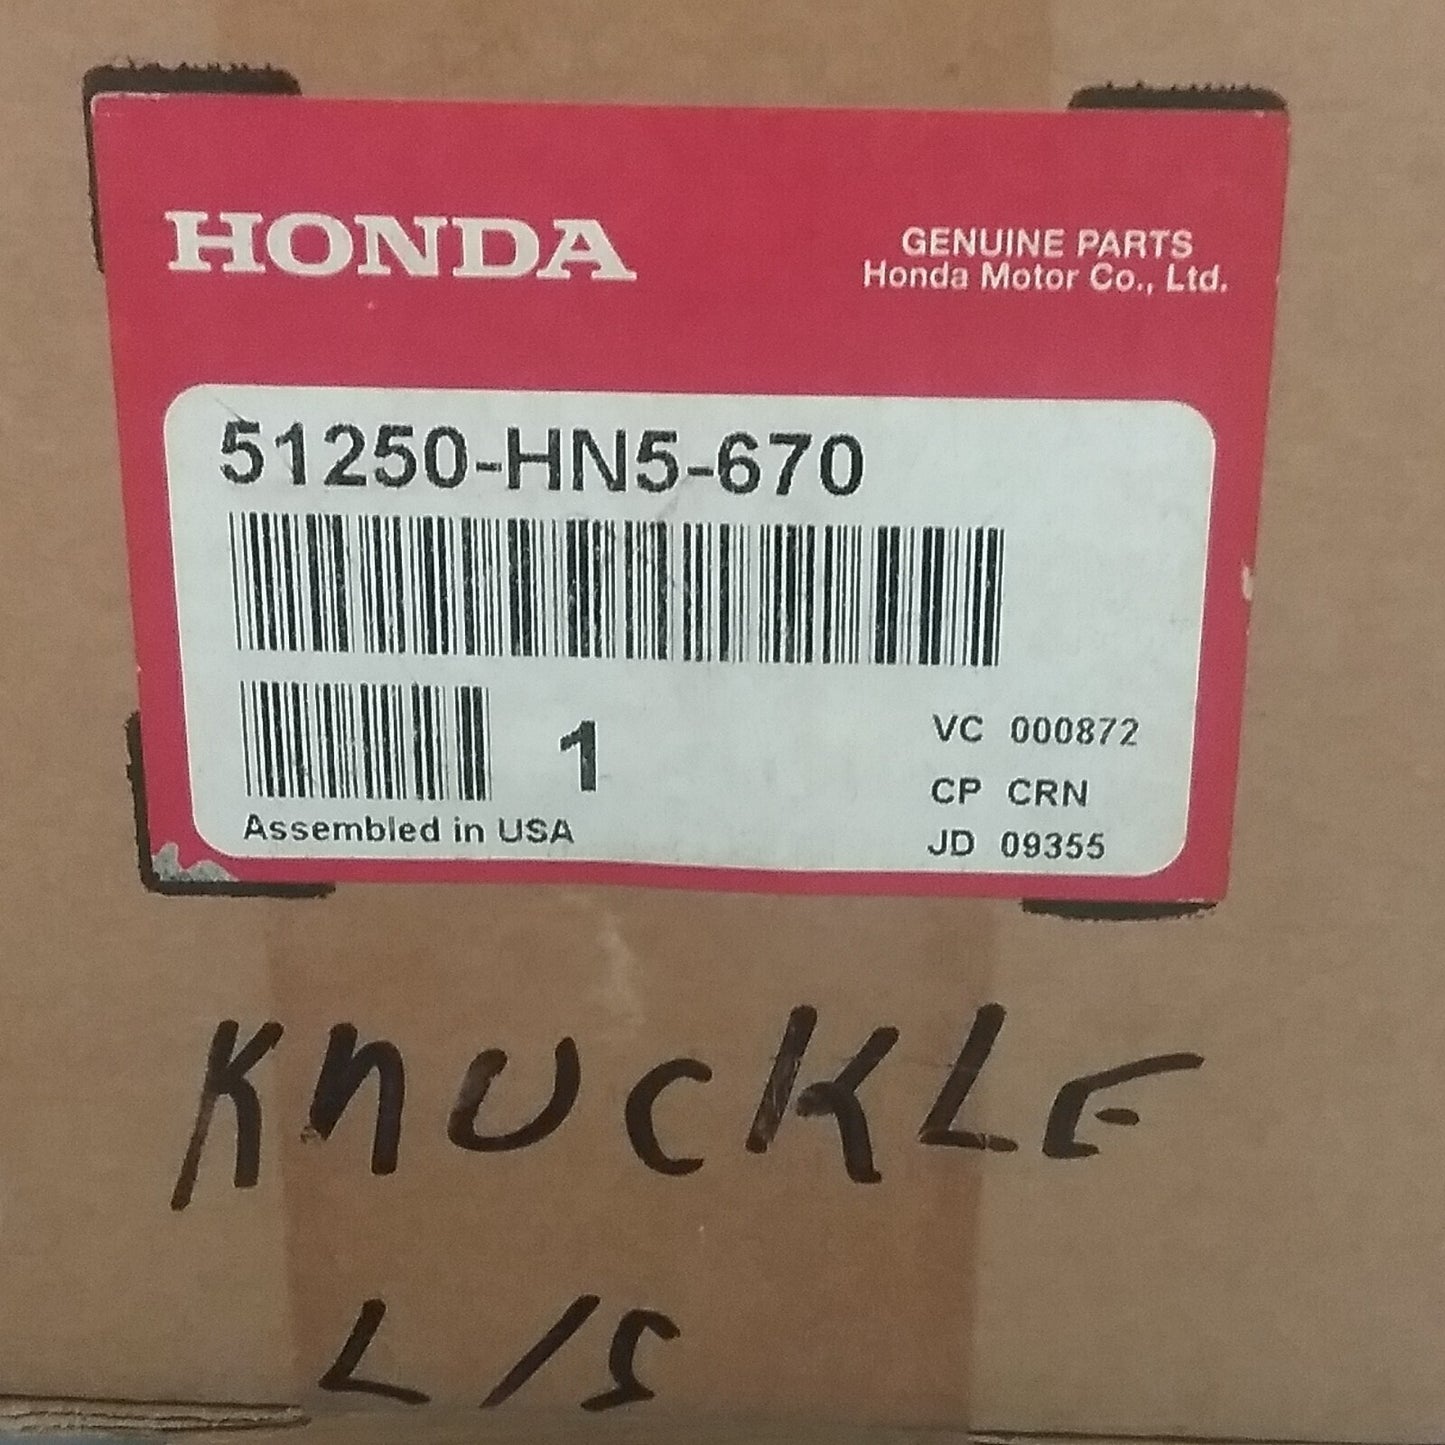 HONDA
GENUINE PARTS
Honda Motor Co., Ltd.
51250-HN5-670
1
Assembled in USA
VC 000872
CP CRN
JD 09355
KNUCKLE
L/S